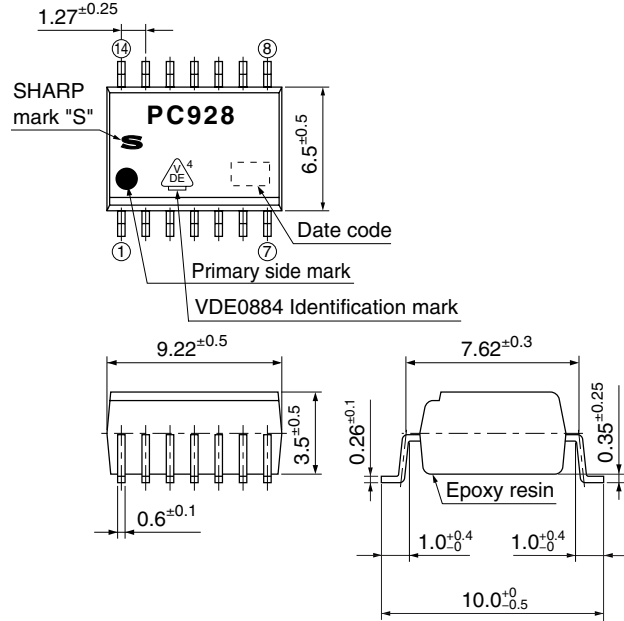 1.27±0.25
14
8
SHARP
mark "S"
PC928
S
V
DE
4
6.5±0.5
Date code
1
7
Primary side mark
VDE0884 Identification mark
9.22±0.5
7.62±0.3
3.5±0.5
0.26±0.1
0.35±0.25
Epoxy resin
0.6±0.1
1.0+0.4−0
1.0+0.4−0
10.0+0−0.5